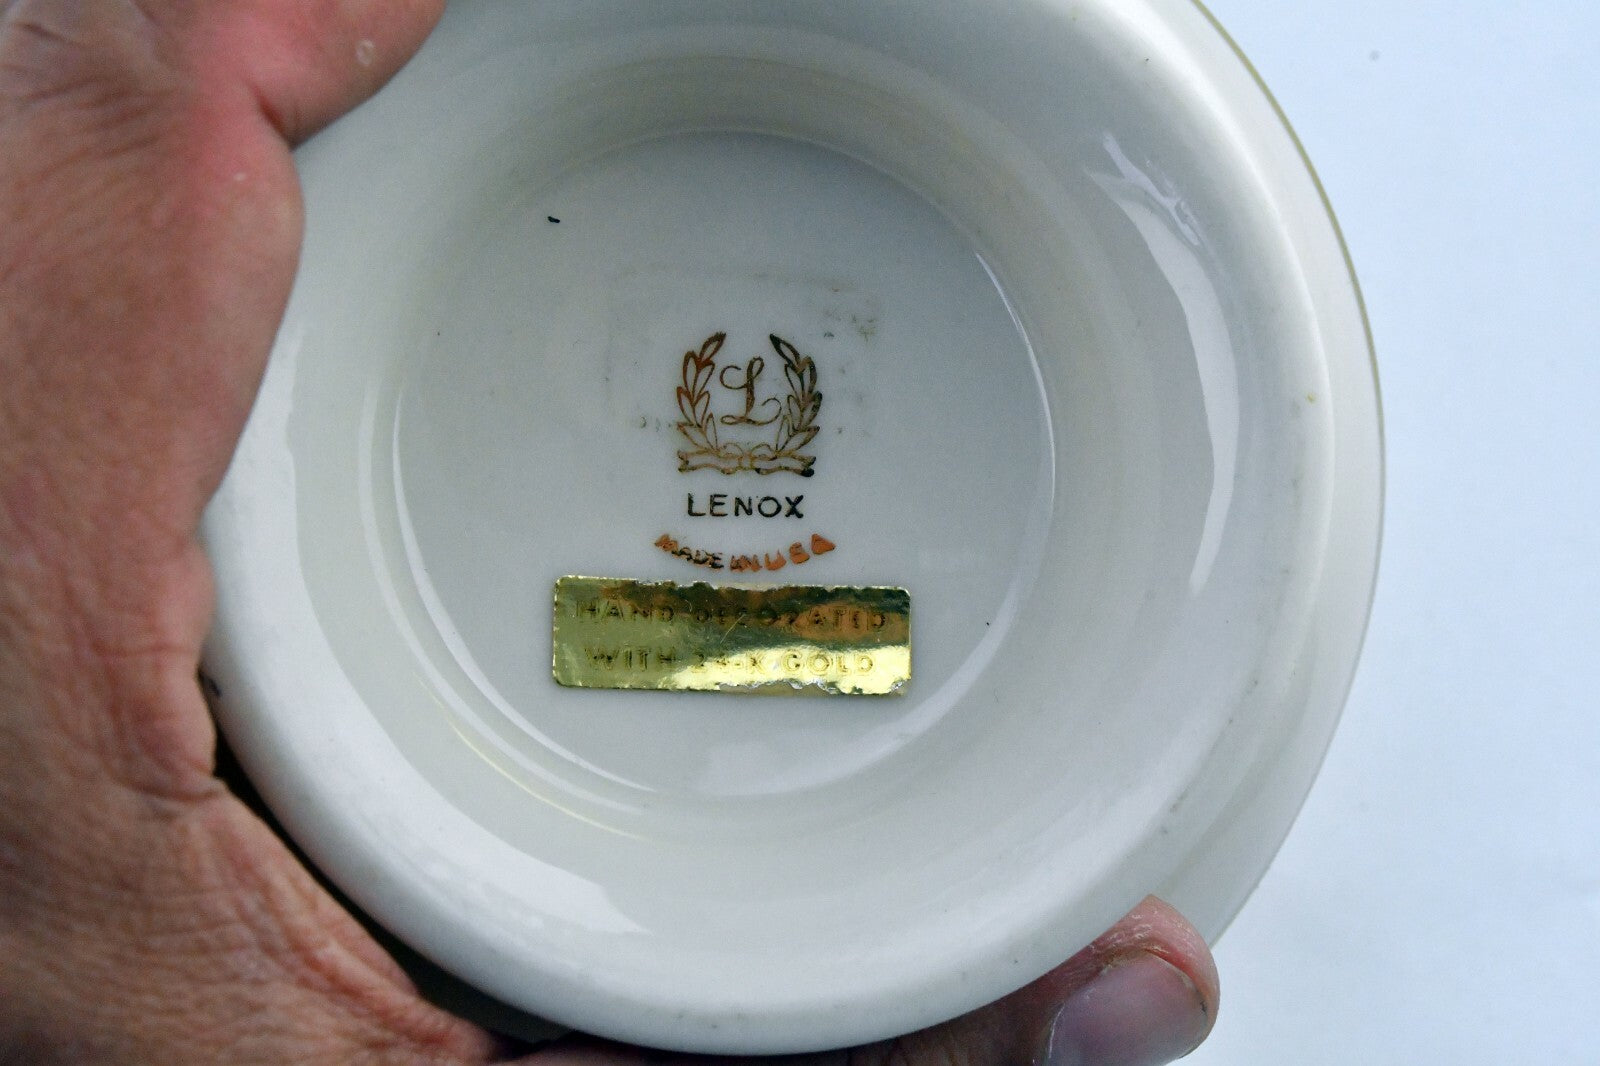 L
LENOX
MADE IN USA
HAND DECORATED
WITH 24-K GOLD